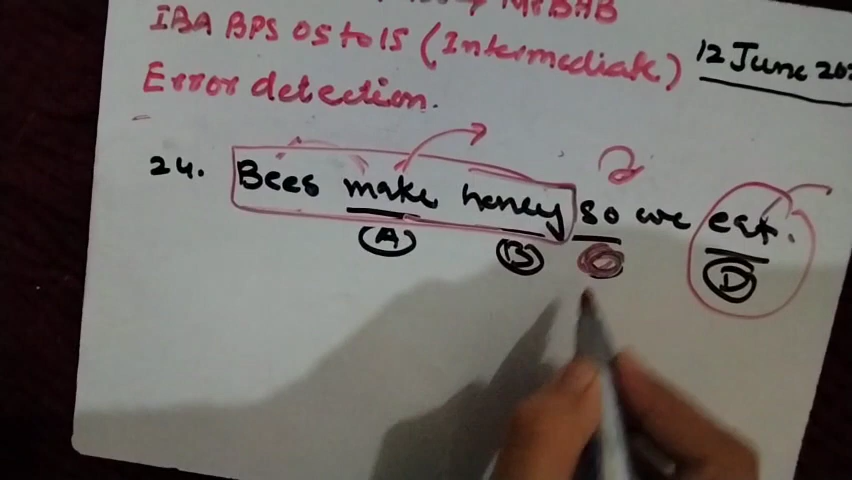 IBA BPS 05 to 15 (Intermediate) 12 June
Error detection.
24. Bees make honey so we eat.
A B D